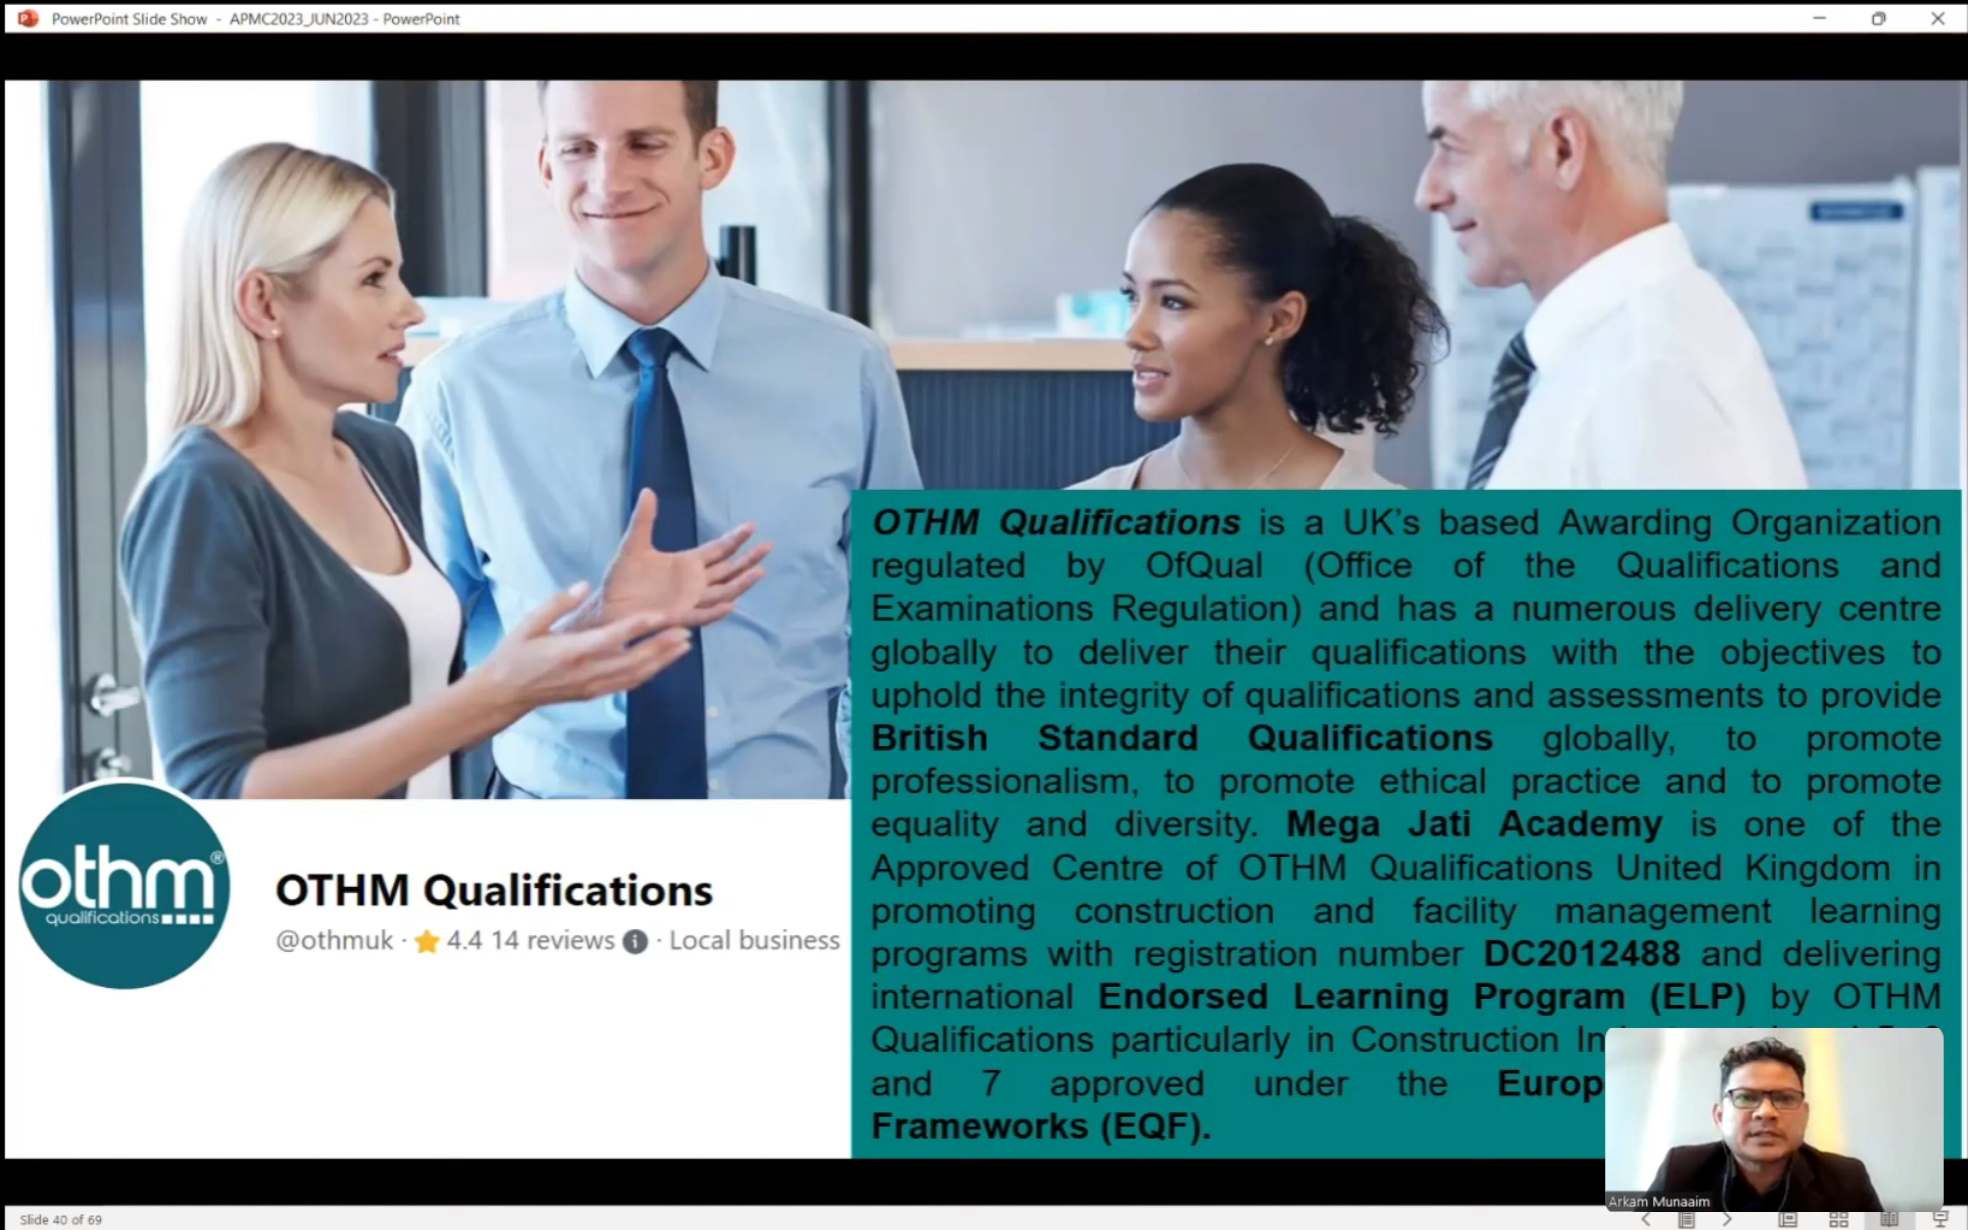 PowerPoint Slide Show - APMC2023_JUN2023 - PowerPoint
OTHM Qualifications is a UK's based Awarding Organization
regulated by OfQual (Office of the Qualifications and
Examinations Regulation) and has a numerous delivery centre
globally to deliver their qualifications with the objectives to
uphold the integrity of qualifications and assessments to provide
British Standard Qualifications globally, to promote
professionalism, to promote ethical practice and to promote
equality and diversity. Mega Jati Academy is one of the
Approved Centre of OTHM Qualifications United Kingdom in
promoting construction and facility management learning
programs with registration number DC2012488 and delivering
international Endorsed Learning Program (ELP) by OTHM
Qualifications particularly in Construction
and 7 approved under the
Frameworks (EQF).
othm®
qualifications
OTHM Qualifications
@othmuk · 4.4 14 reviews · Local business
Arkam Munaaim
Slide 40 of 69